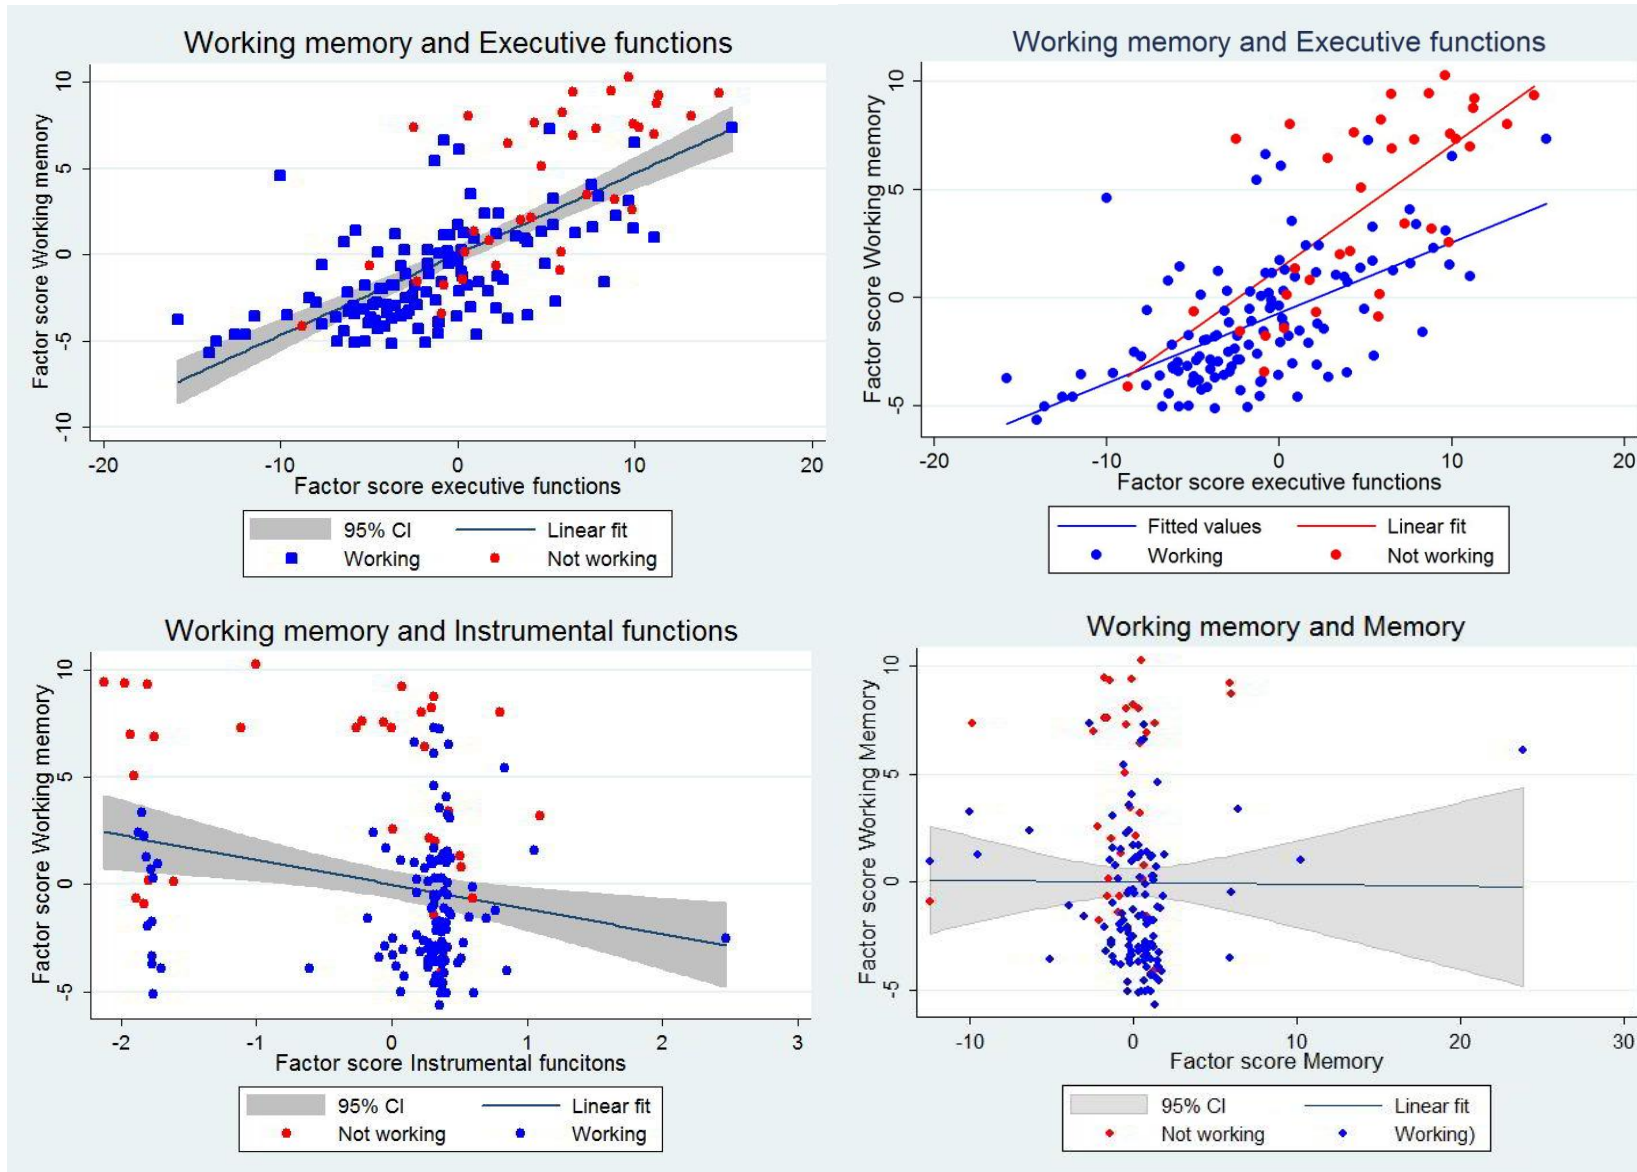 Working memory and Executive functions
Factor score Working memory
10
5
0
-5
-10
-20 -10 0 10 20
Factor score executive functions
95% CI Linear fit
Working Not working
Working memory and Executive functions
Factor score Working memory
10
5
0
-5
-20 -10 0 10 20
Factor score executive functions
Fitted values Linear fit
Working Not working
Working memory and Instrumental functions
Factor score Working memory
10
5
0
-5
-2 -1 0 1 2 3
Factor score Instrumental funcitons
95% CI Linear fit
Not working Working
Working memory and Memory
Factor score Working Memory
10
5
0
-5
-10 0 10 20 30
Factor score Memory
95% CI Linear fit
Not working Working)